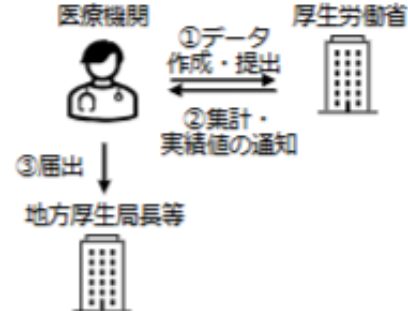 医療機関
厚生労働省
①データ
作成・提出
②集計・
実績値の通知
③届出
地方厚生局長等